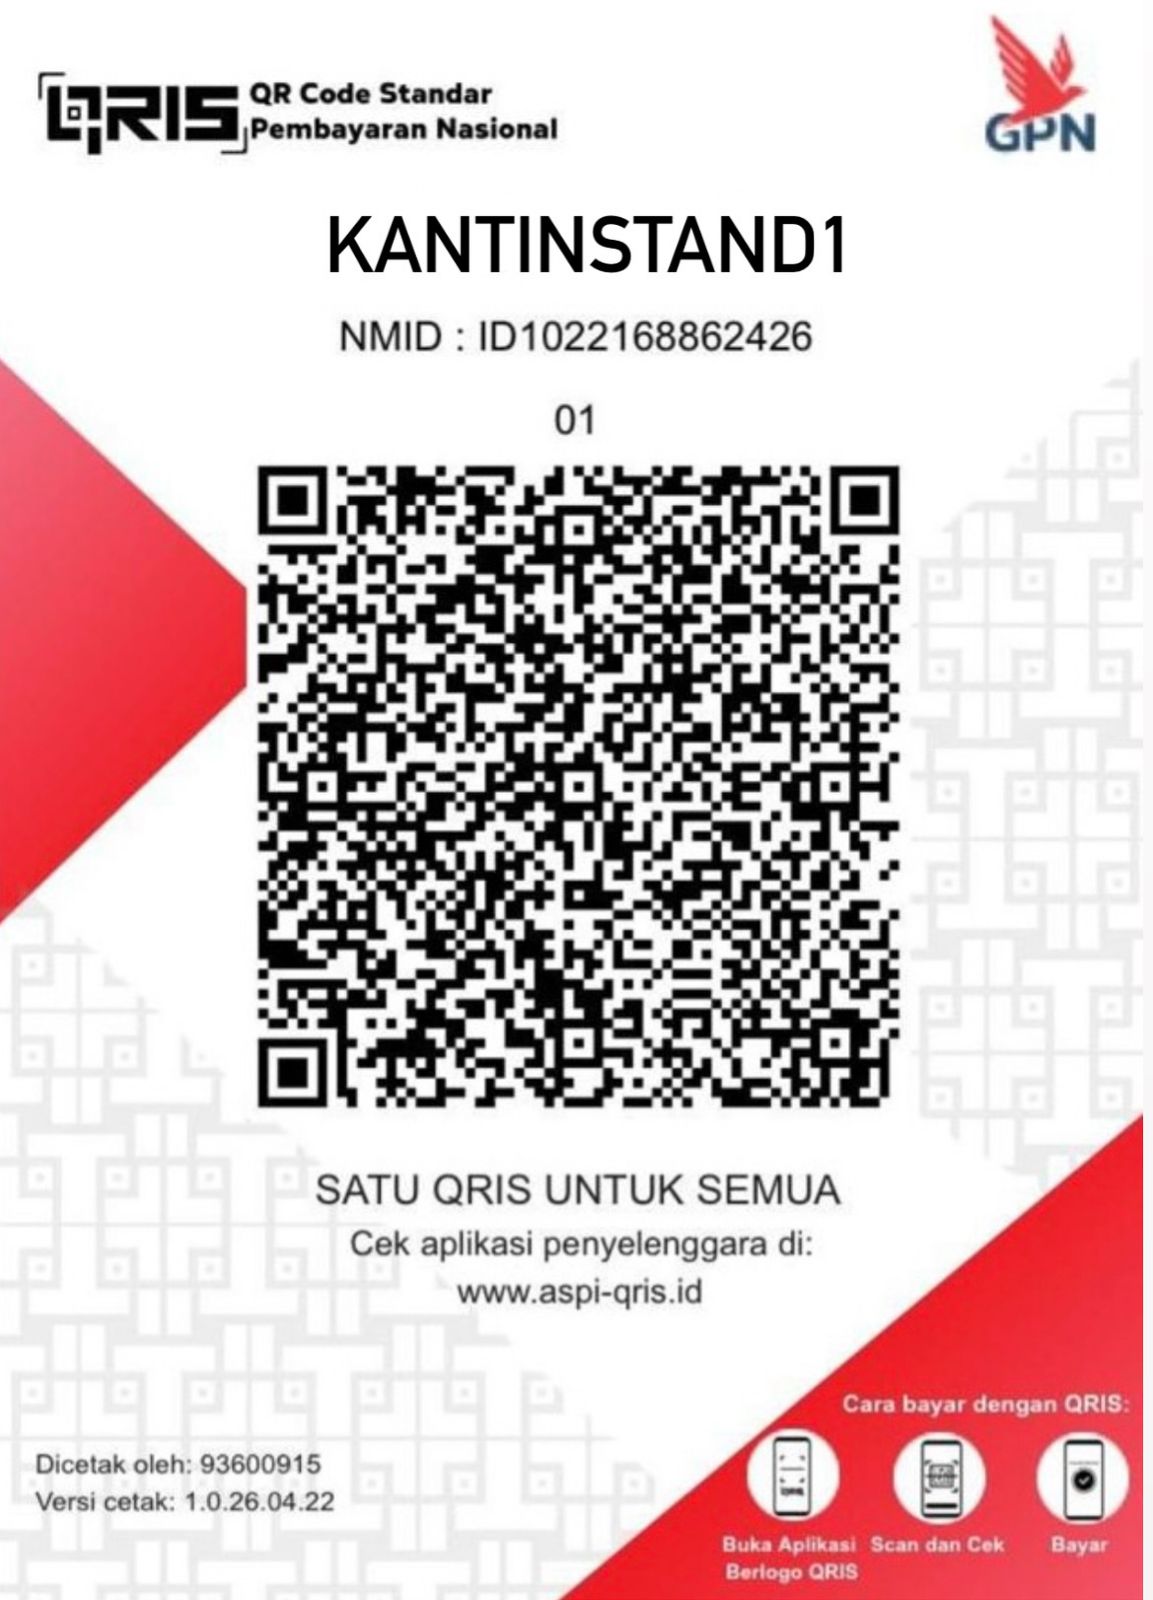 QRIS QR Code Standar
Pembayaran Nasional
GPN
KANTINSTAND1
NMID : ID1022168862426
01
SATU QRIS UNTUK SEMUA
Cek aplikasi penyelenggara di:
www.aspi-qris.id
Cara bayar dengan QRIS:
Buka Aplikasi
Berlogo QRIS
Scan dan Cek
Bayar
Dicetak oleh: 93600915
Versi cetak: 1.0.26.04.22